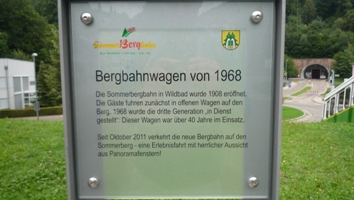 SommerBergbahn
Bergbahnwagen von 1968
Die Sommerbergbahn in Wildbad wurde 1908 eröffnet.
Die Gäste fuhren zunächst in offenen Wagen auf den
Berg. 1968 wurde die dritte Generation „in Dienst
gestellt“: Dieser Wagen war über 40 Jahre im Einsatz.
Seit Oktober 2011 verkehrt die neue Bergbahn auf den
Sommerberg - eine Erlebnisfahrt mit herrlicher Aussicht
aus Panoramafenstern!